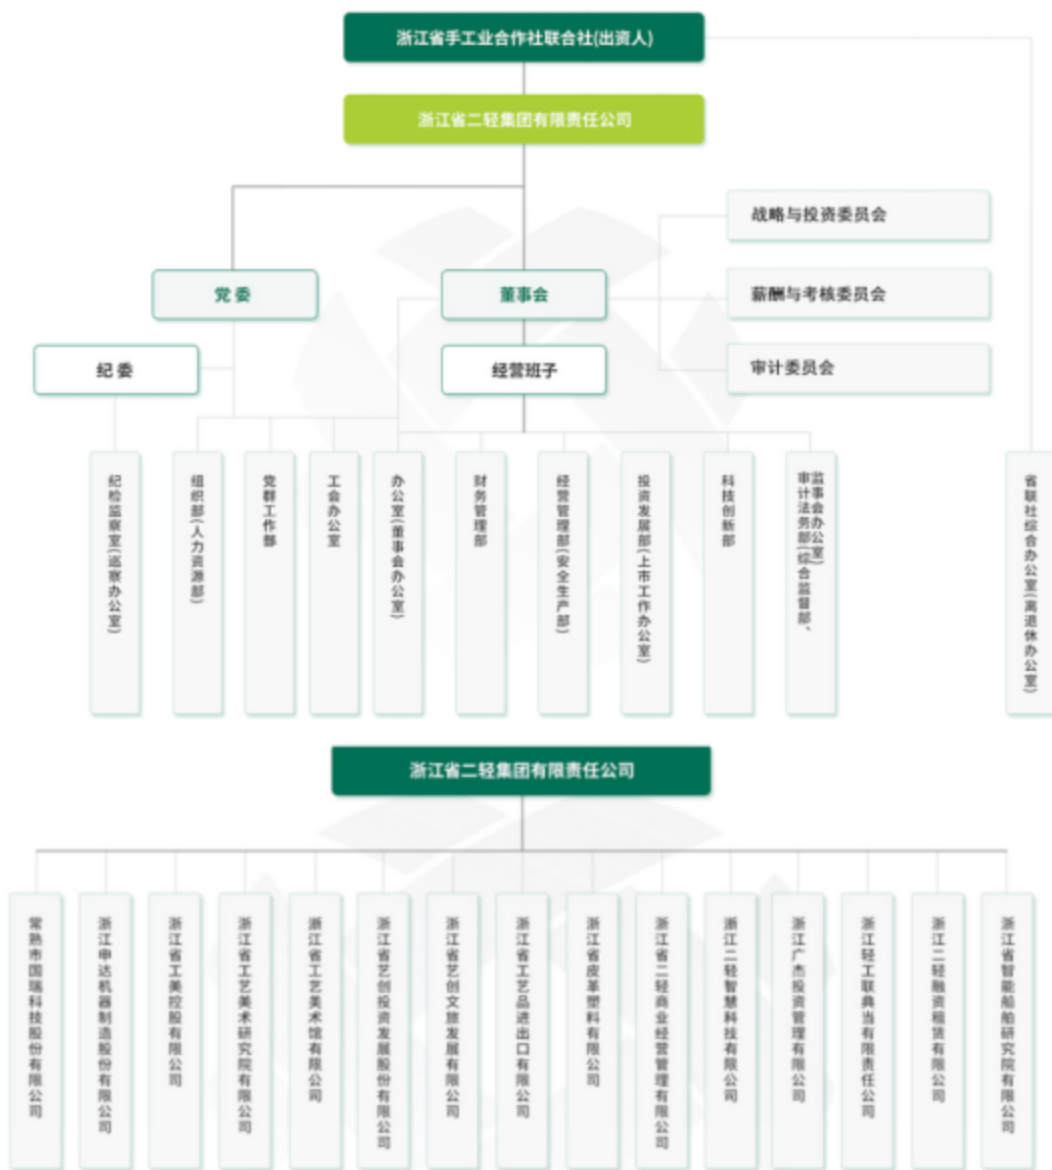 浙江省手工业合作社联合社(出资人)
浙江省二轻集团有限责任公司
战略与投资委员会
党委
董事会
薪酬与考核委员会
纪委
经营班子
审计委员会
纪检监察室(巡察办公室)
组织部(人力资源部)
党群工作部
工会办公室
办公室(董事会办公室)
财务管理部
经营管理部(安全生产部)
投资发展部(上市工作办公室)
科技创新部
审计法务部(综合监督部、
监事会办公室)
省联社综合办公室(离退休办公室)
浙江省二轻集团有限责任公司
常熟市国瑞科技股份有限公司
浙江申达机器制造股份有限公司
浙江省工美控股有限公司
浙江省工艺美术研究院有限公司
浙江省工艺美术馆有限公司
浙江省艺创投资发展股份有限公司
浙江省艺创文旅发展有限公司
浙江省工艺品进出口有限公司
浙江省皮革塑料有限公司
浙江省二轻商业经营管理有限公司
浙江二轻智慧科技有限公司
浙江广杰投资管理有限公司
浙江轻工联典当有限责任公司
浙江二轻融资租赁有限公司
浙江省智能船舶研究院有限公司